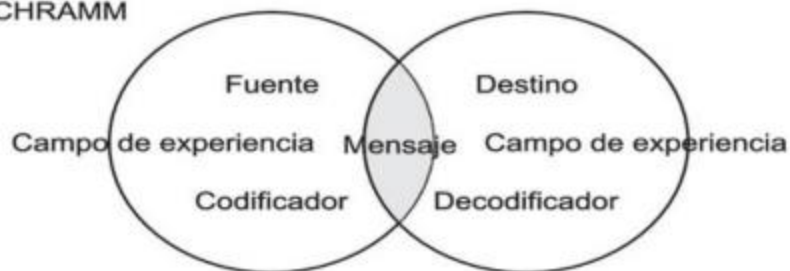 CHRAMM
Fuente Destino
Campo de experiencia Mensaje Campo de experiencia
Codificador Decodificador